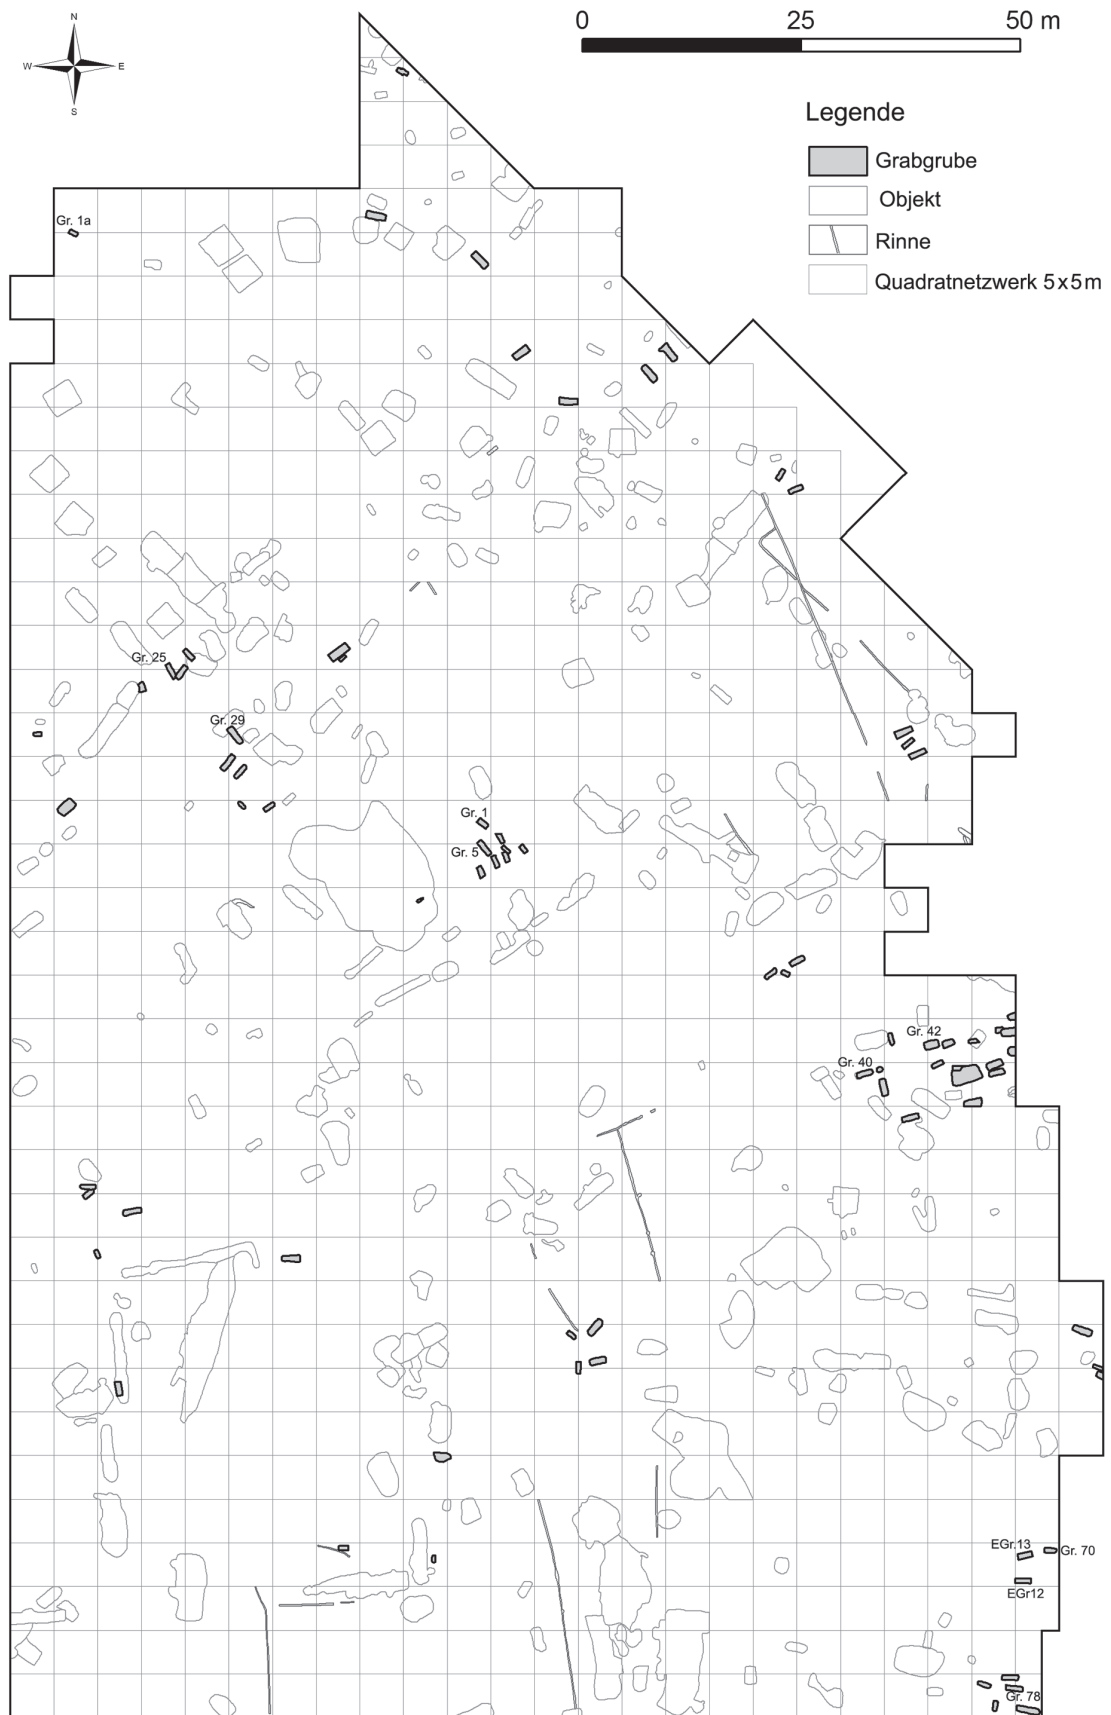 N
W E
S
0 25 50 m
Legende
Grabgrube
Objekt
Rinne
Quadratnetzwerk 5x5m
Gr. 1a
Gr. 25
Gr. 29
Gr. 1
Gr. 5
Gr. 42
Gr. 40
EGr.13
Gr. 70
EGr12
Gr. 78